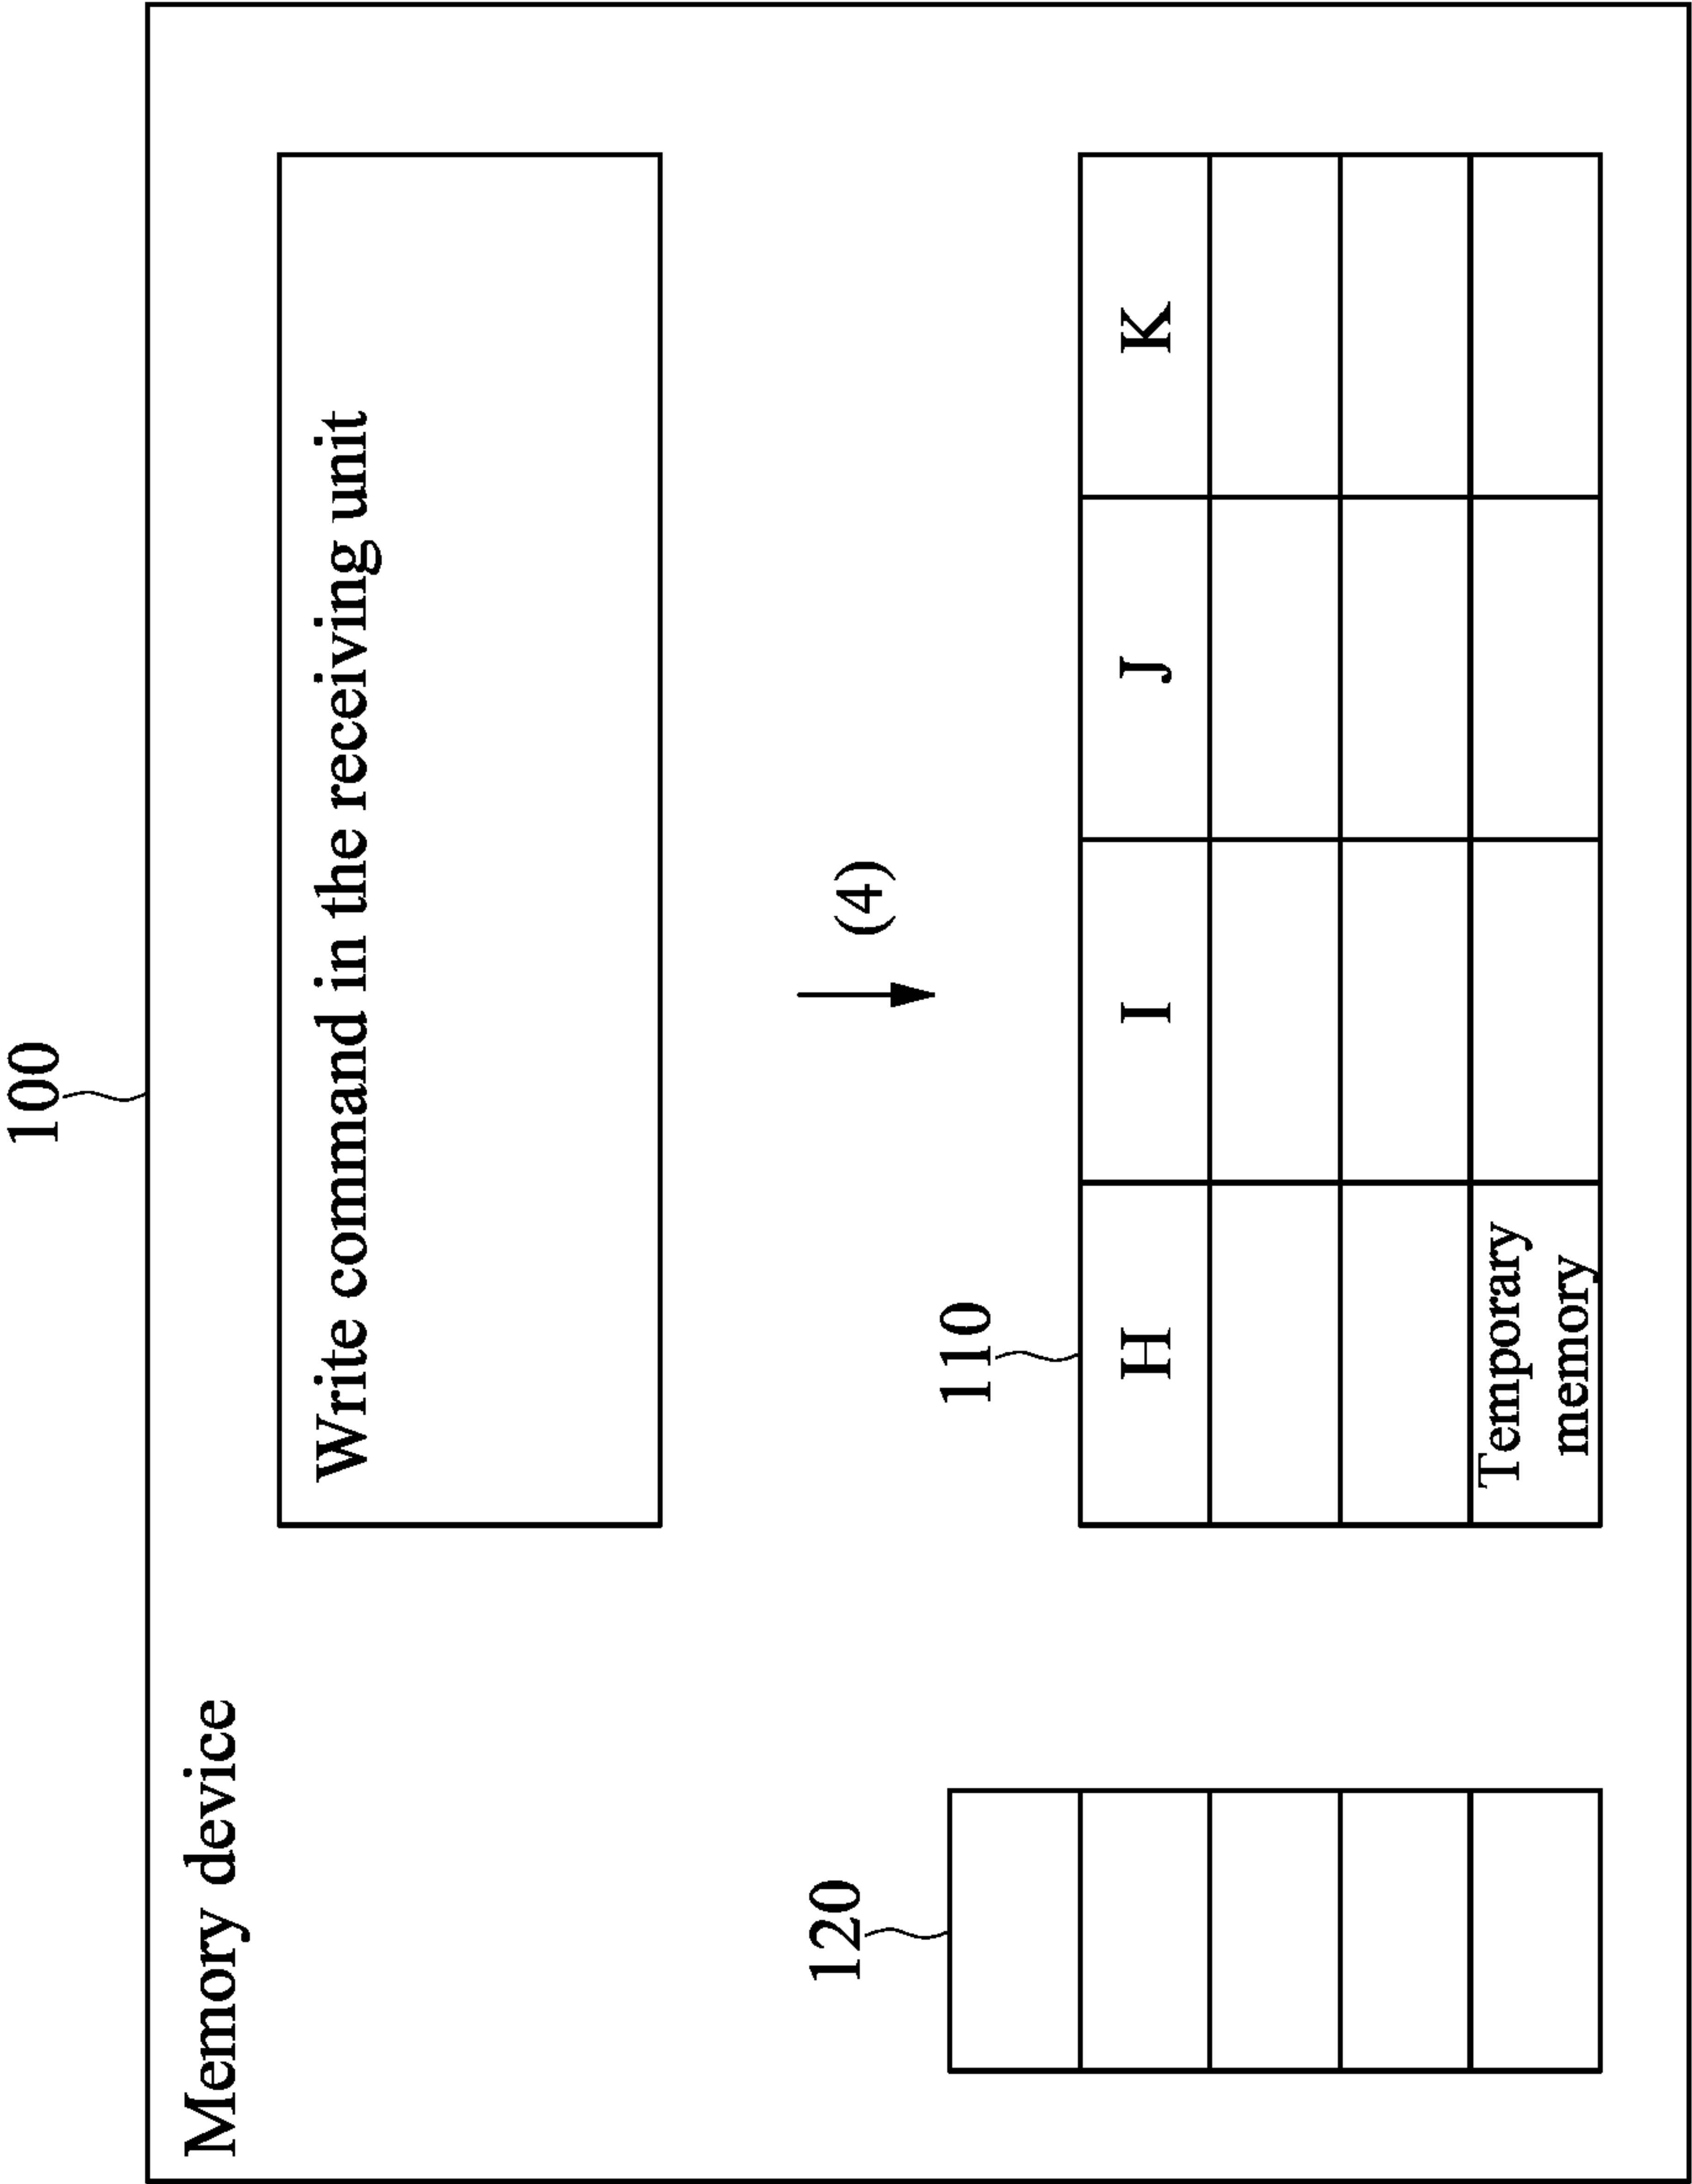 100
Memory device
Write command in the receiving unit
(4)
120
110
H
I
J
K
Temporary
memory